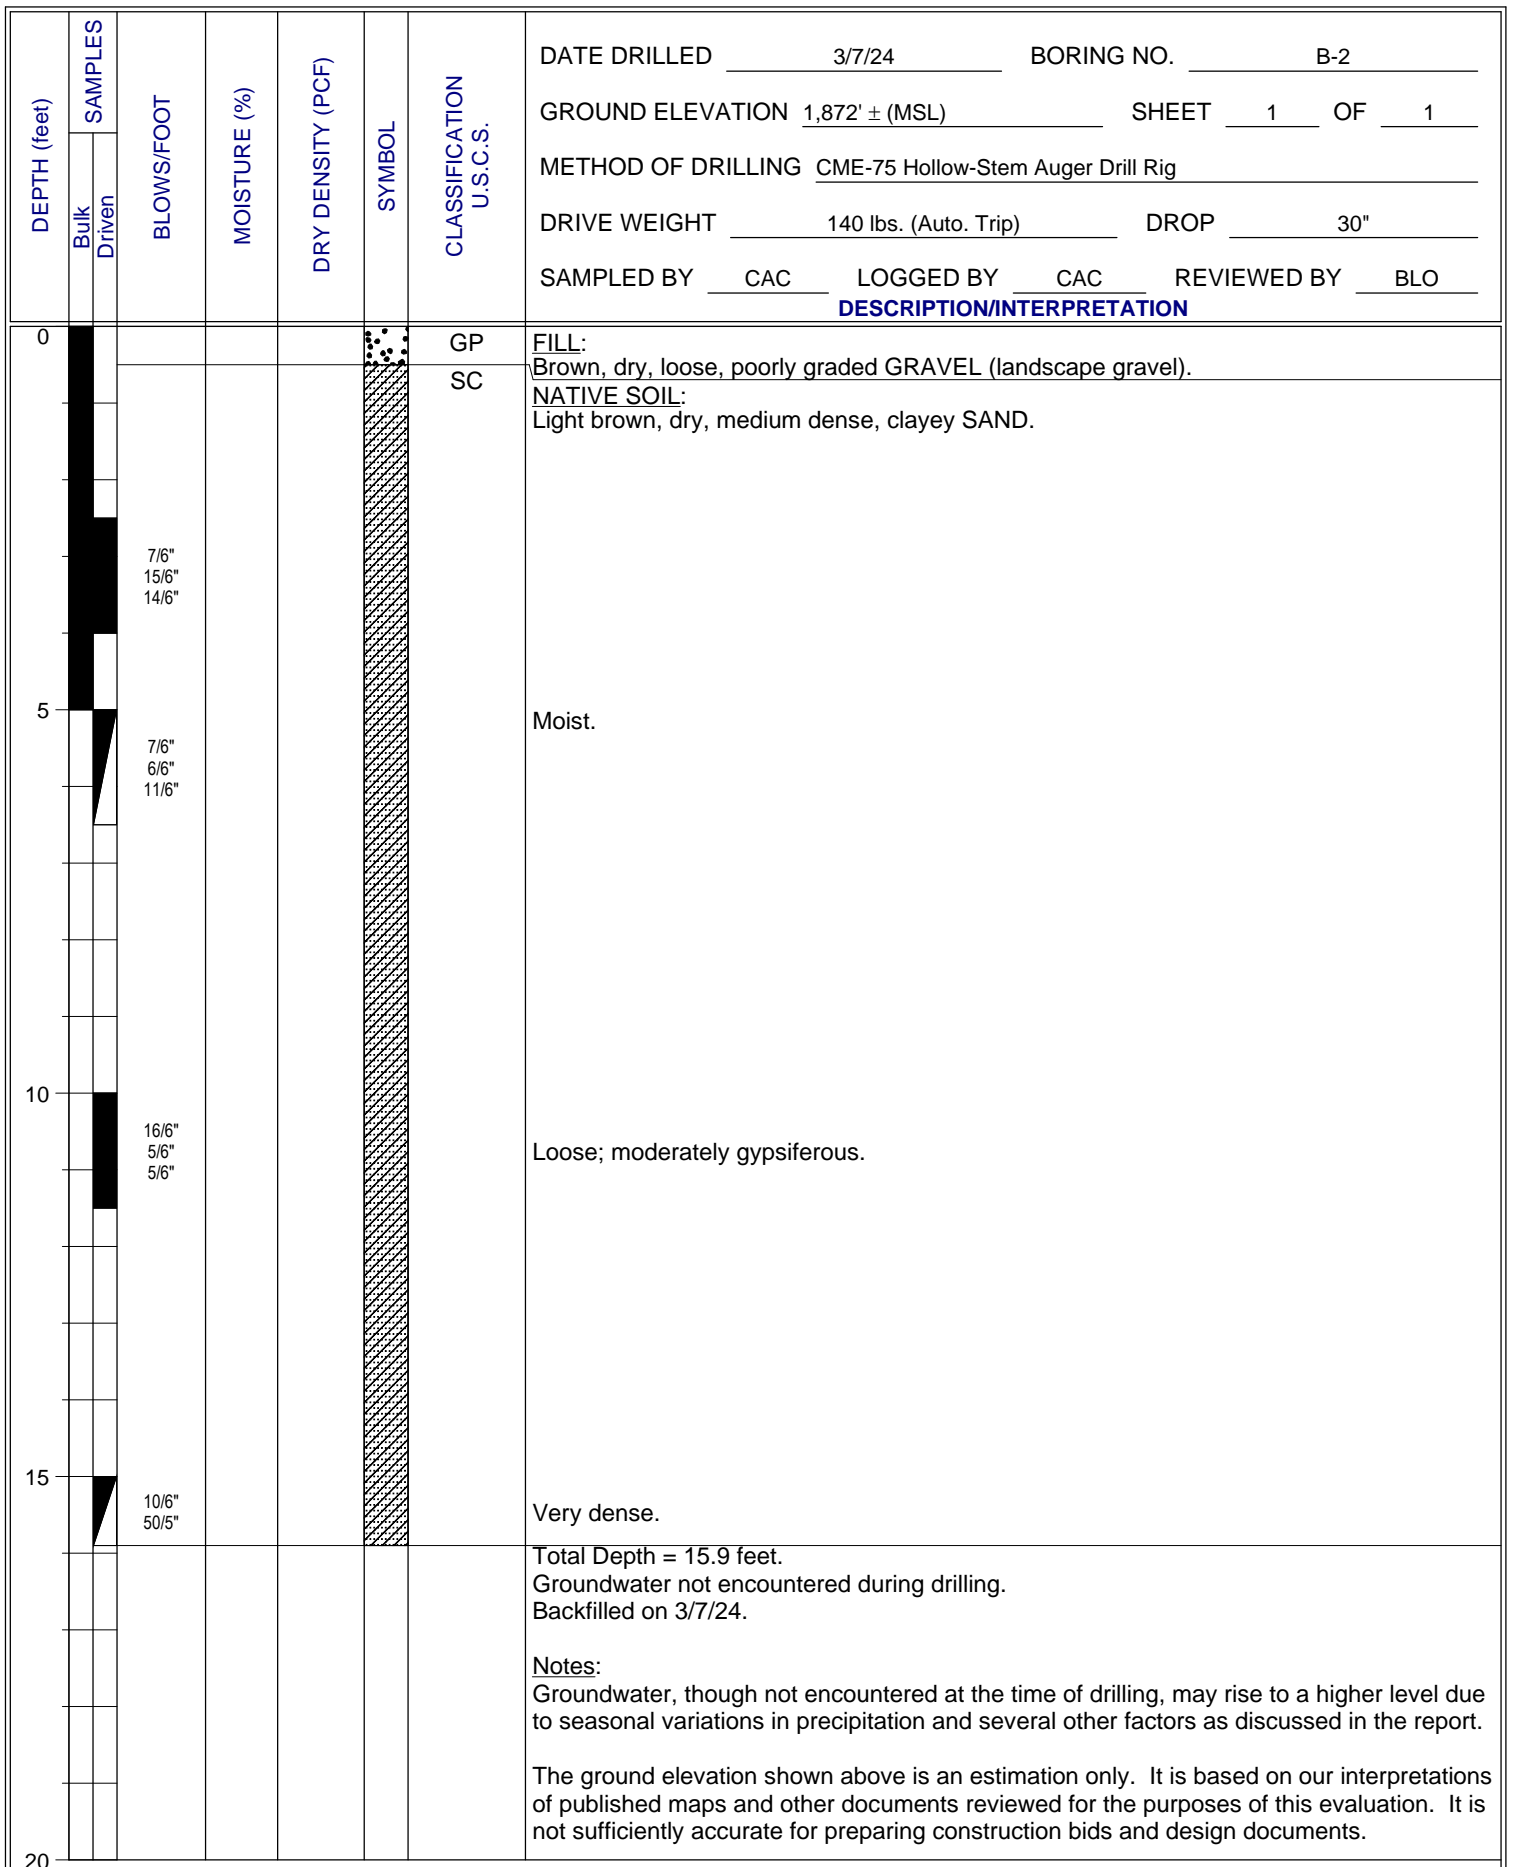 DEPTH (feet)
SAMPLES
Bulk
Driven
BLOWS/FOOT
MOISTURE (%)
DRY DENSITY (PCF)
SYMBOL
CLASSIFICATION
U.S.C.S.
DATE DRILLED 3/7/24 BORING NO. B-2
GROUND ELEVATION 1,872' ± (MSL) SHEET 1 OF 1
METHOD OF DRILLING CME-75 Hollow-Stem Auger Drill Rig
DRIVE WEIGHT 140 lbs. (Auto. Trip) DROP 30"
SAMPLED BY CAC LOGGED BY CAC REVIEWED BY BLO
DESCRIPTION/INTERPRETATION
0 GP FILL:
Brown, dry, loose, poorly graded GRAVEL (landscape gravel).
SC NATIVE SOIL:
Light brown, dry, medium dense, clayey SAND.
7/6"
15/6"
14/6"
5 Moist.
7/6"
6/6"
11/6"
10
16/6"
5/6" Loose; moderately gypsiferous.
5/6"
15
10/6" Very dense.
50/5"
Total Depth = 15.9 feet.
Groundwater not encountered during drilling.
Backfilled on 3/7/24.
Notes:
Groundwater, though not encountered at the time of drilling, may rise to a higher level due
to seasonal variations in precipitation and several other factors as discussed in the report.
The ground elevation shown above is an estimation only. It is based on our interpretations
of published maps and other documents reviewed for the purposes of this evaluation. It is
not sufficiently accurate for preparing construction bids and design documents.
20